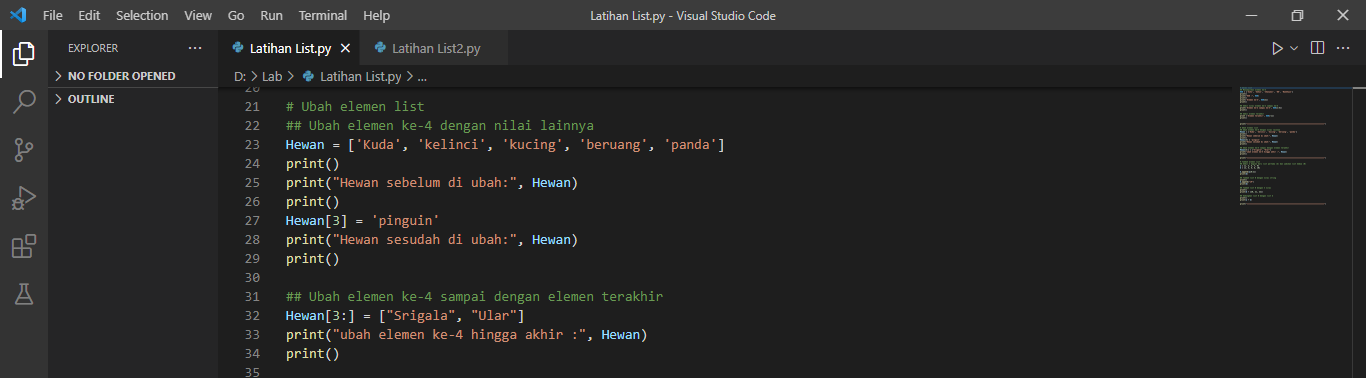 File Edit Selection View Go Run Terminal Help Latihan List.py - Visual Studio Code
EXPLORER ...
NO FOLDER OPENED
OUTLINE
Latihan List.py Latihan List2.py
D: > Lab > Latihan List.py > ...
20
21 # Ubah elemen list
22 ## Ubah elemen ke-4 dengan nilai lainnya
23 Hewan = ['Kuda', 'kelinci', 'kucing', 'beruang', 'panda']
24 print()
25 print("Hewan sebelum di ubah:", Hewan)
26 print()
27 Hewan[3] = 'pinguin'
28 print("Hewan sesudah di ubah:", Hewan)
29 print()
30
31 ## Ubah elemen ke-4 sampai dengan elemen terakhir
32 Hewan[3:] = ["Srigala", "Ular"]
33 print("ubah elemen ke-4 hingga akhir :", Hewan)
34 print()
35